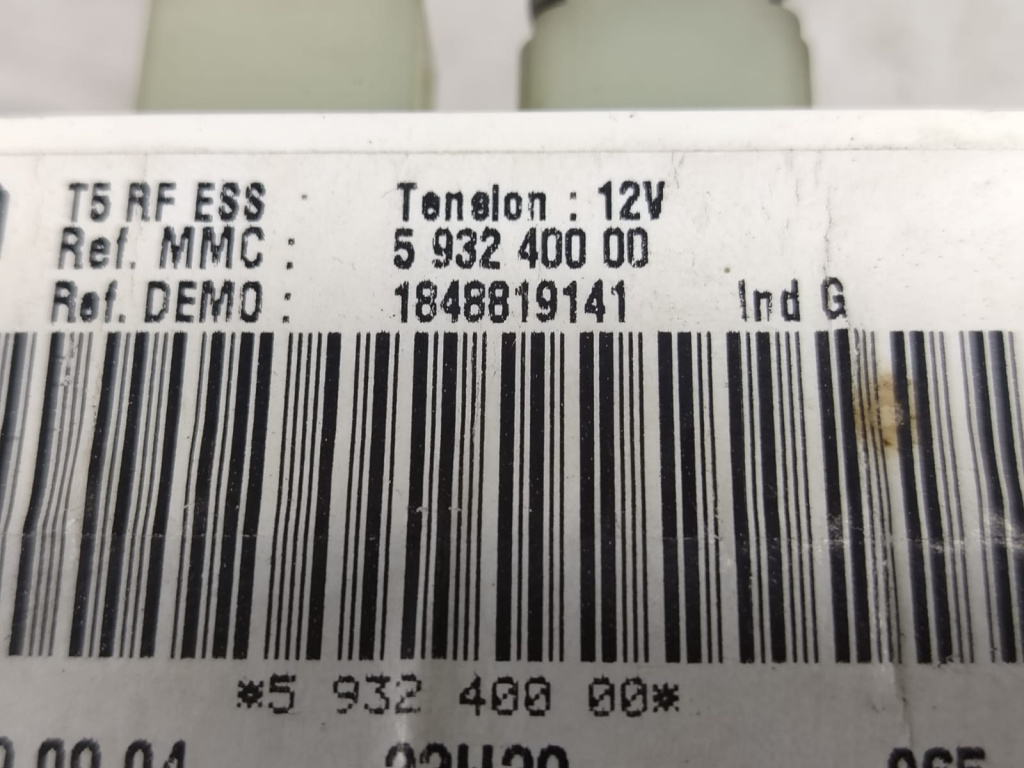 T5 RF ESS Tension : 12V
Ref. MMC : 5 932 400 00
Ref. DEMO : 1848819141 Ind G
*5 932 400 00*